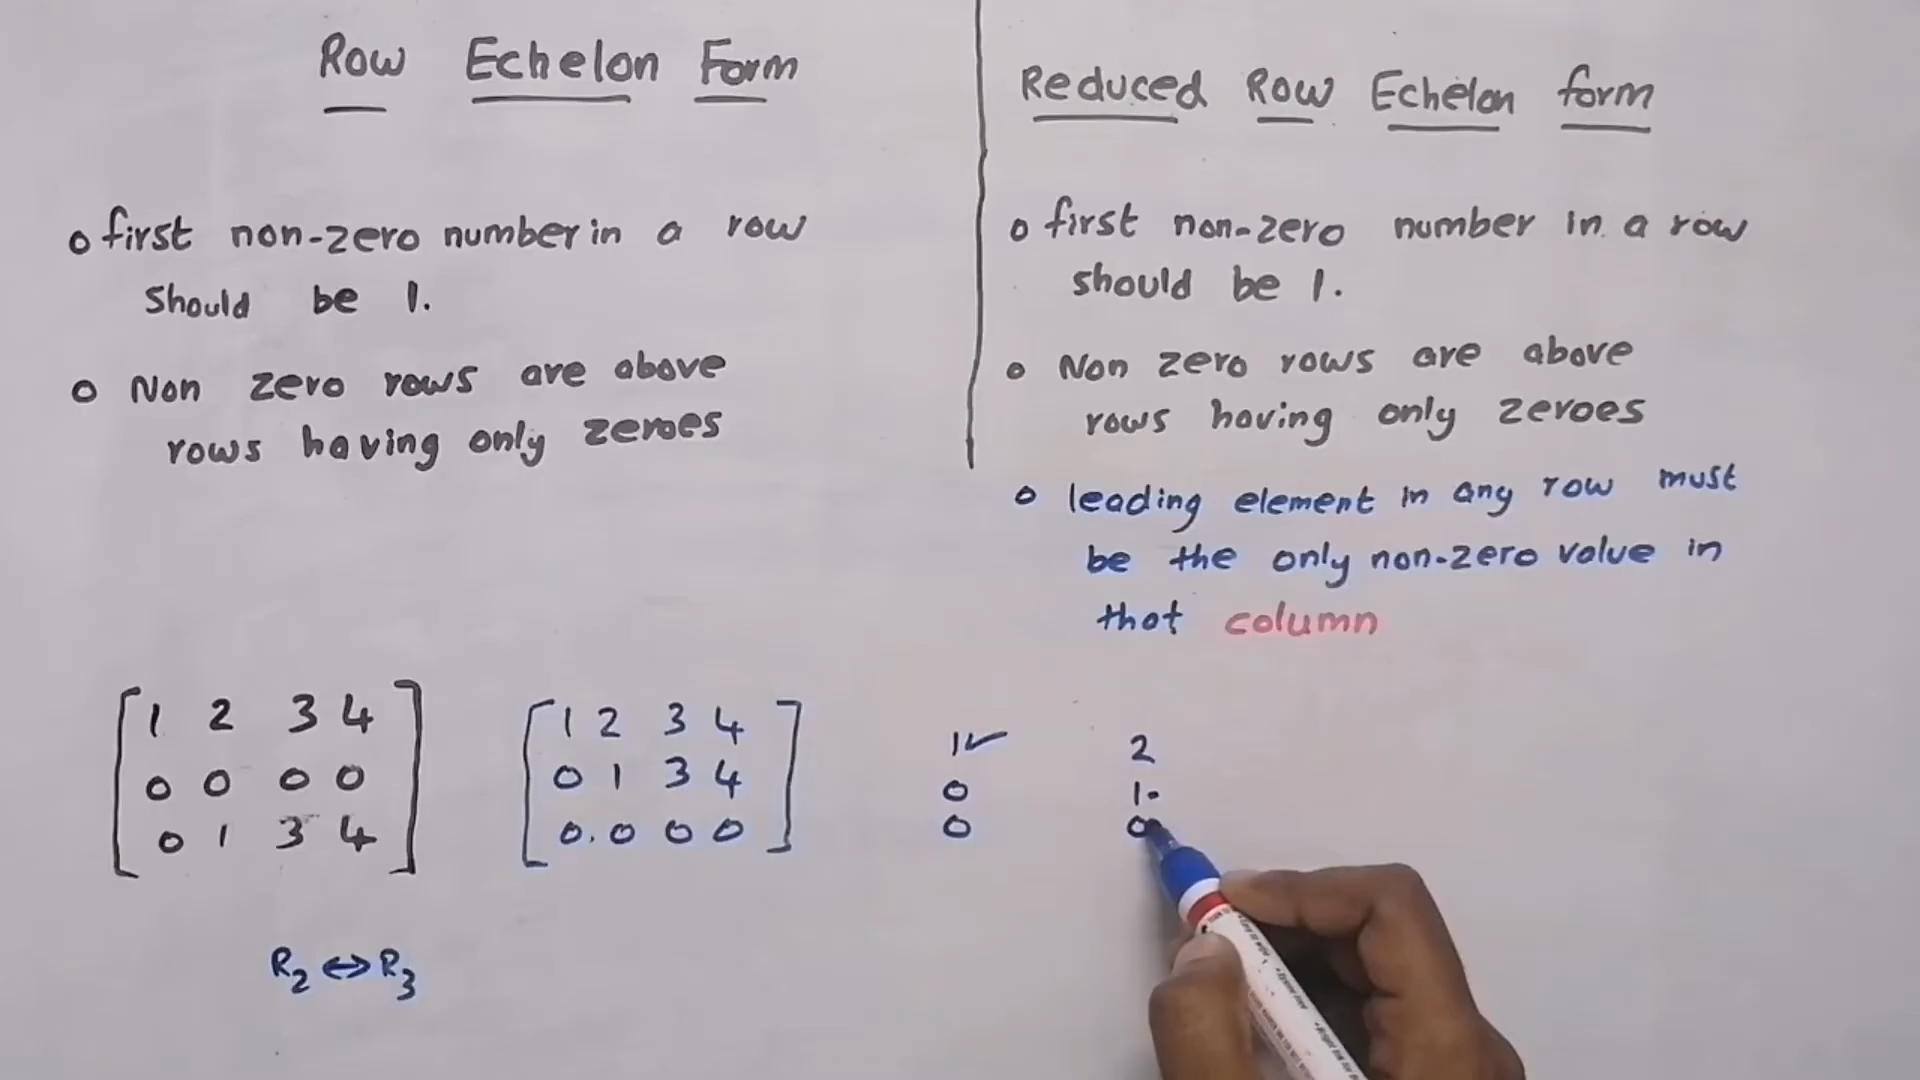 Row Echelon Form
o first non-zero number in a row
should be 1.
o Non zero rows are above
rows having only zeroes
Reduced Row Echelon form
o first non-zero number in a row
should be 1.
o Non zero rows are above
rows having only zeroes
o leading element in any row must
be the only non-zero value in
that column
1 2 3 4
0 0 0 0
0 1 3 4
1 2 3 4
0 1 3 4
0 0 0 0
1 ✓ 2
0 1
0 0
R2 ↔ R3